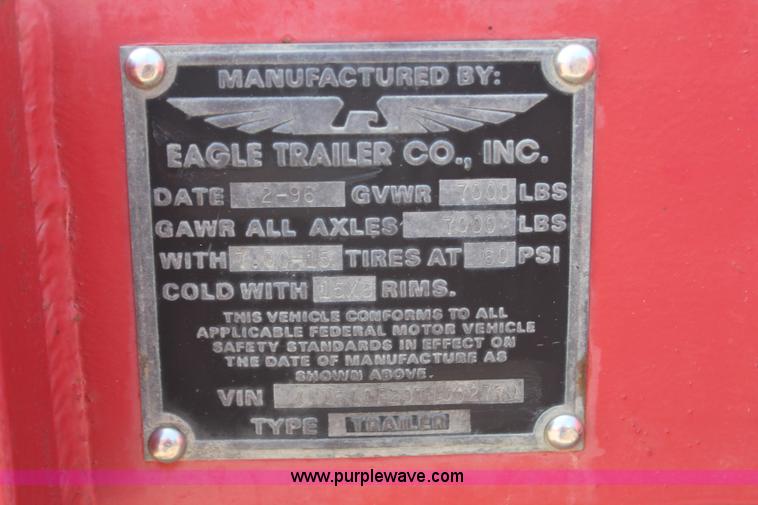 MANUFACTURED BY:
EAGLE TRAILER CO., INC.
DATE 2-96 GVWR 7000 LBS
GAWR ALL AXLES 7000 LBS
WITH TIRES AT 60 PSI
COLD WITH RIMS.
THIS VEHICLE CONFORMS TO ALL
APPLICABLE FEDERAL MOTOR VEHICLE
SAFETY STANDARDS IN EFFECT ON
THE DATE OF MANUFACTURE AS
SHOWN ABOVE.
VIN
TYPE TRAILER
www.purplewave.com